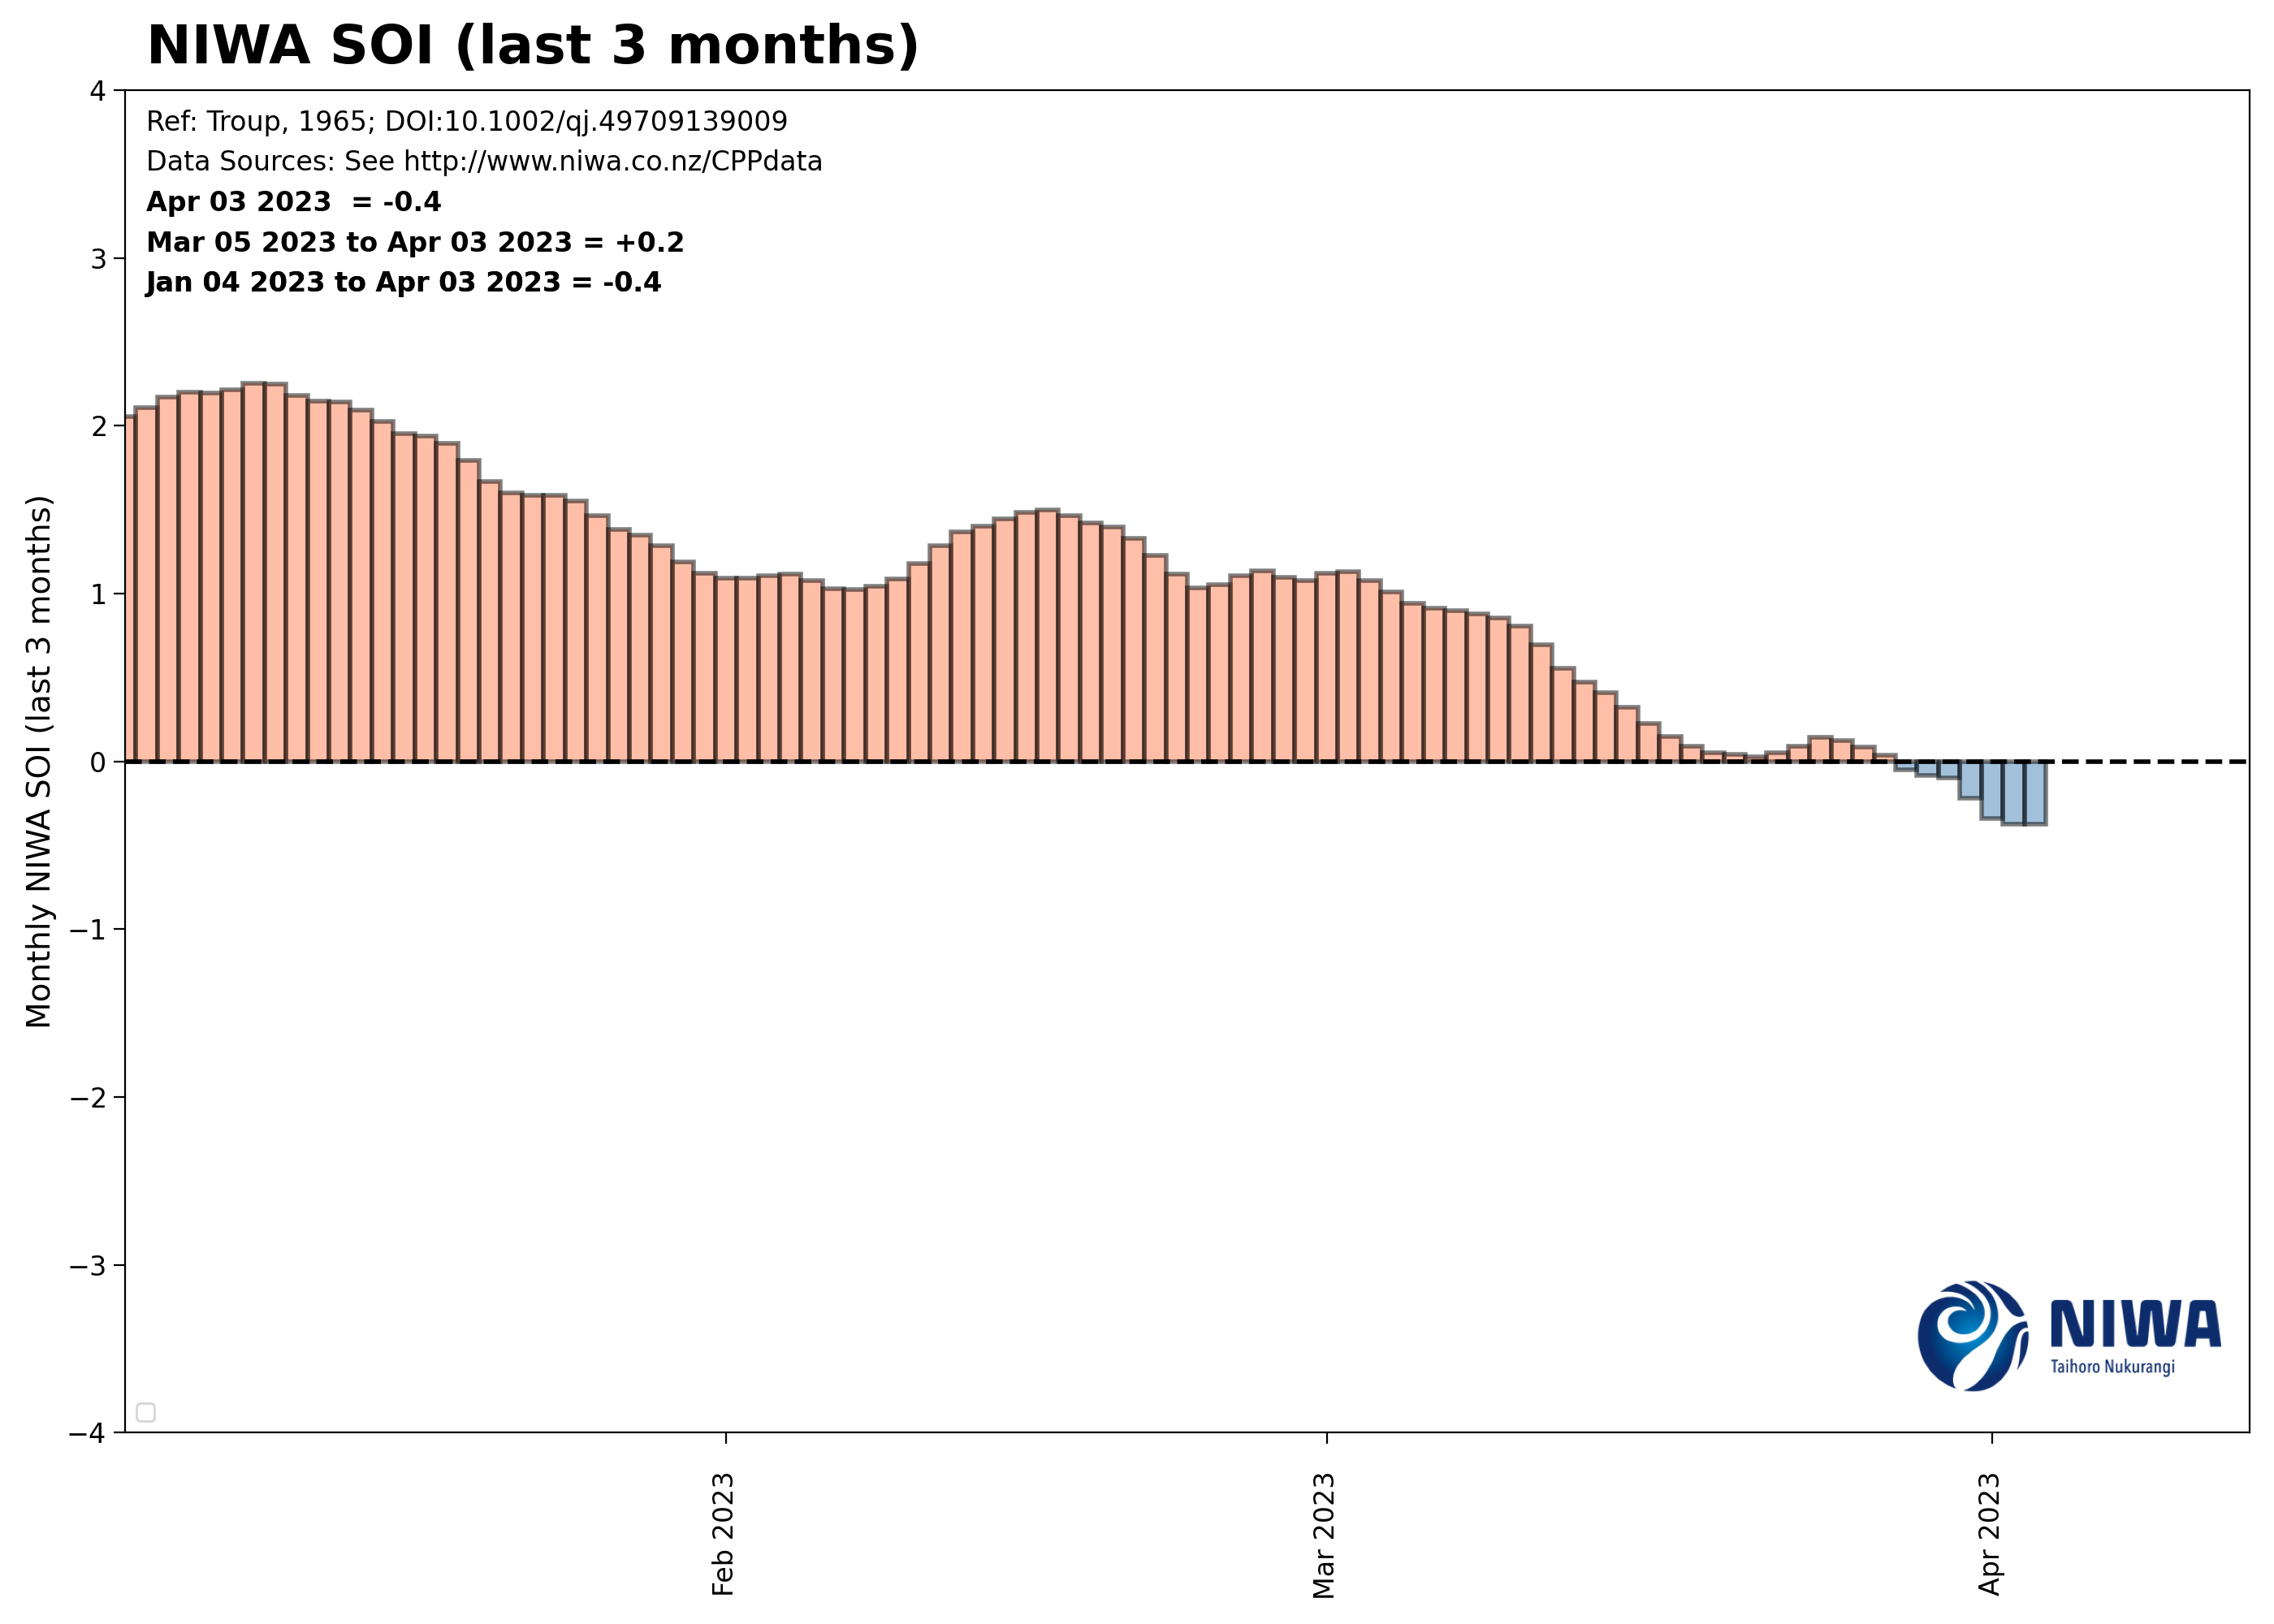 NIWA SOI (last 3 months)
Ref: Troup, 1965; DOI:10.1002/qj.49709139009
Data Sources: See http://www.niwa.co.nz/CPPdata
Apr 03 2023 = -0.4
Mar 05 2023 to Apr 03 2023 = +0.2
Jan 04 2023 to Apr 03 2023 = -0.4
Monthly NIWA SOI (last 3 months)
4
3
2
1
0
−1
−2
−3
−4
Feb 2023
Mar 2023
Apr 2023
NIWA
Taihoro Nukurangi